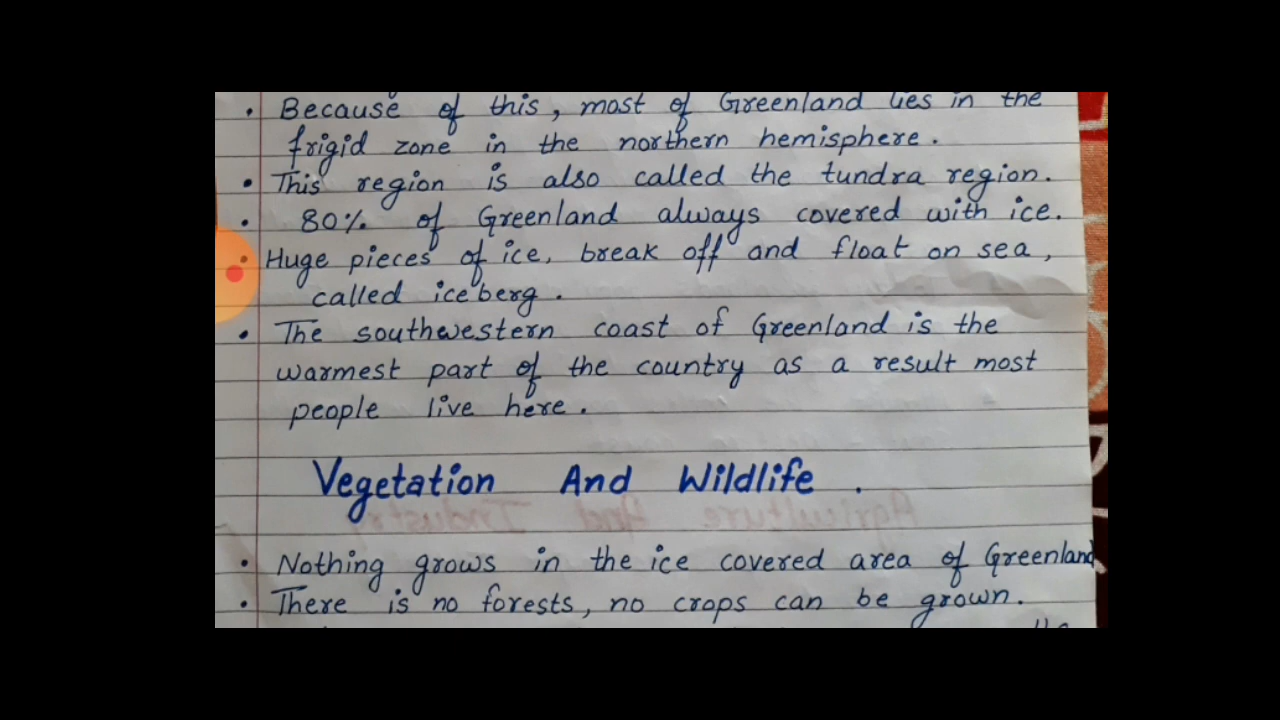 • Because of this, most of Greenland lies in the
frigid zone in the northern hemisphere.
• This region is also called the tundra region.
• 80% of Greenland always covered with ice.
• Huge pieces of ice, break off and float on sea,
called iceberg.
• The southwestern coast of Greenland is the
warmest part of the country as a result most
people live here.
Vegetation And Wildlife.
Agriculture And Industry
• Nothing grows in the ice covered area of Greenland
• There is no forests, no crops can be grown.